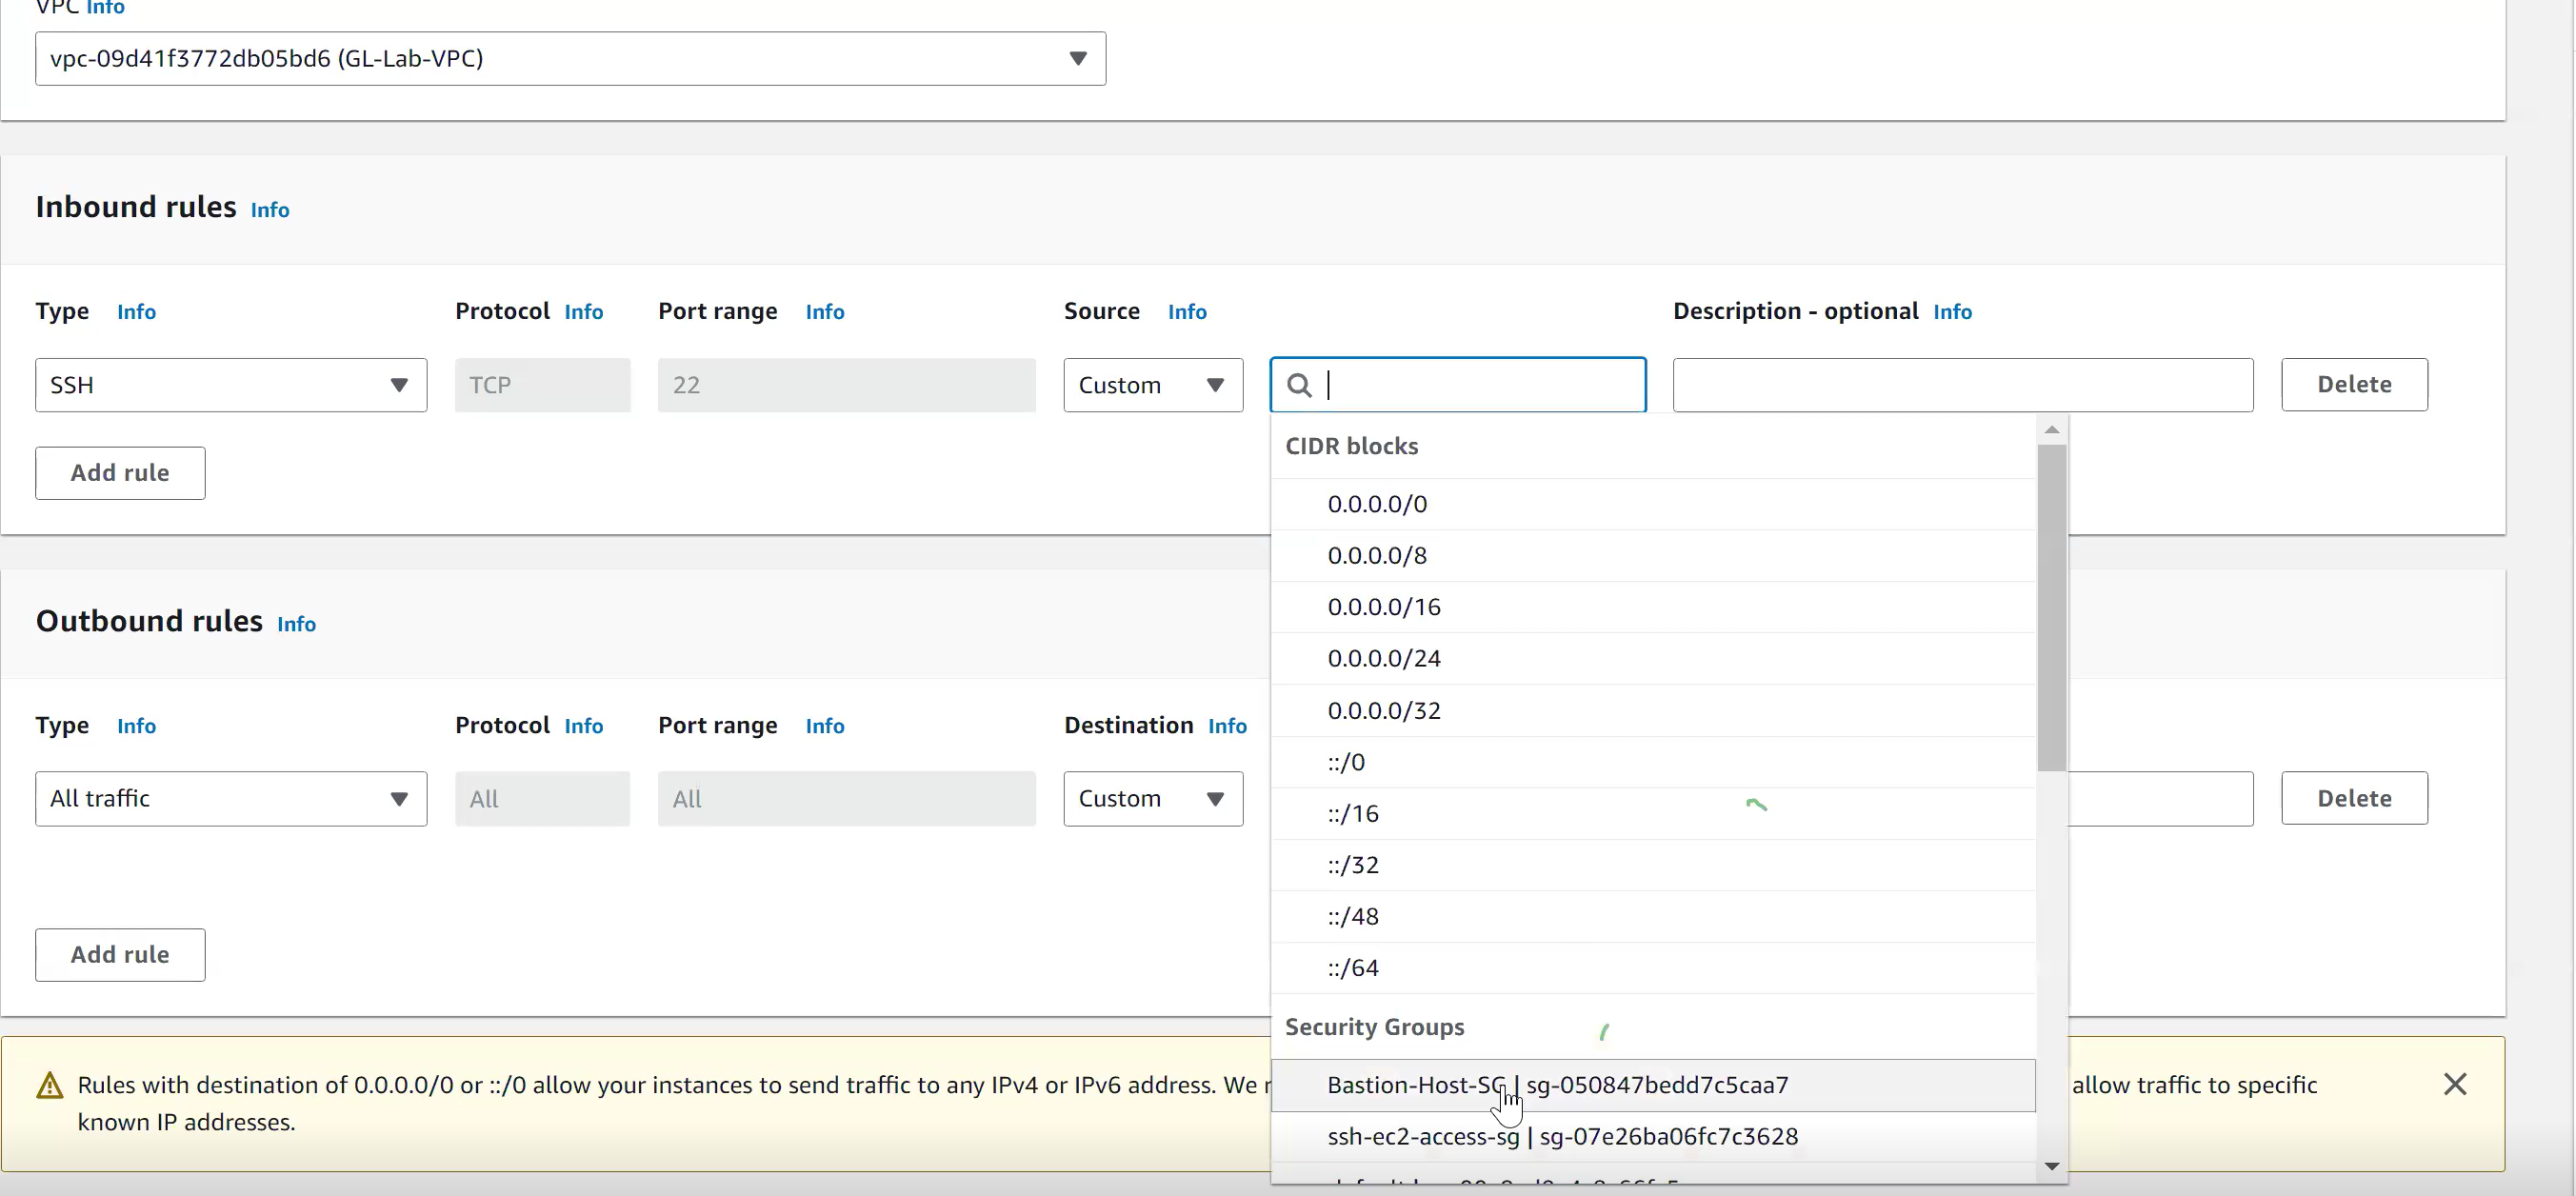 VPC Info
vpc-09d41f3772db05bd6 (GL-Lab-VPC)
Inbound rules Info
Type Info Protocol Info Port range Info Source Info Description - optional Info
SSH TCP 22 Custom Delete
Add rule
CIDR blocks
0.0.0.0/0
0.0.0.0/8
0.0.0.0/16
0.0.0.0/24
0.0.0.0/32
::/0
::/16
::/32
::/48
::/64
Security Groups
Bastion-Host-SG | sg-050847bedd7c5caa7
ssh-ec2-access-sg | sg-07e26ba06fc7c3628
Outbound rules Info
Type Info Protocol Info Port range Info Destination Info
All traffic All All Custom Delete
Add rule
Rules with destination of 0.0.0.0/0 or ::/0 allow your instances to send traffic to any IPv4 or IPv6 address. We allow traffic to specific
known IP addresses.